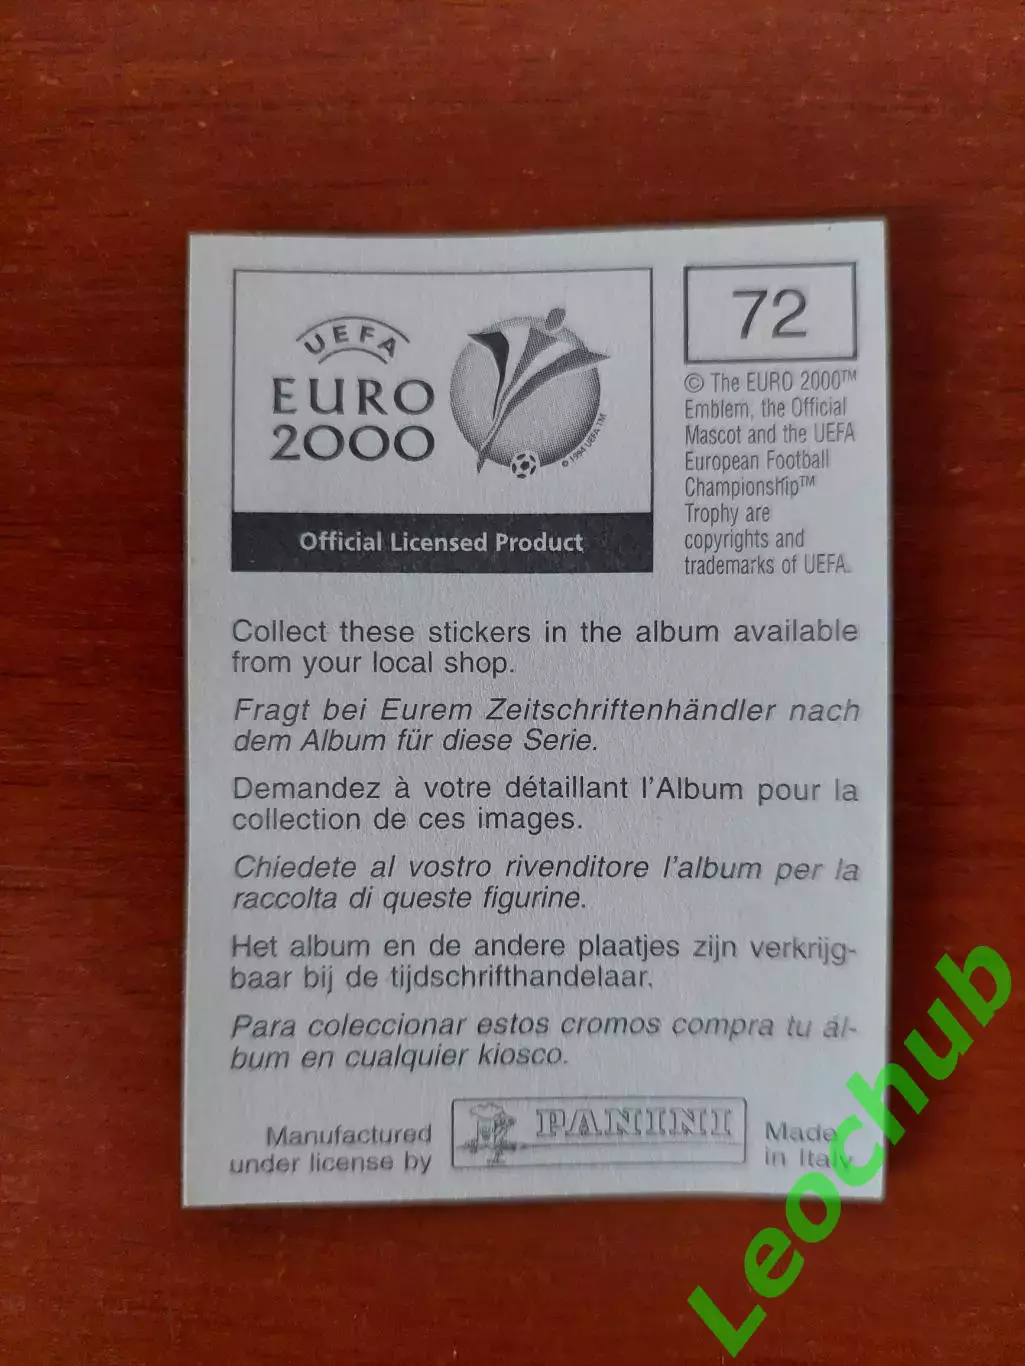 UEFA
EURO
2000
© 1994 UEFA TM
Official Licensed Product
72
© The EURO 2000™
Emblem, the Official
Mascot and the UEFA
European Football
Championship™
Trophy are
copyrights and
trademarks of UEFA.
Collect these stickers in the album available
from your local shop.
Fragt bei Eurem Zeitschriftenhändler nach
dem Album für diese Serie.
Demandez à votre détaillant l'Album pour la
collection de ces images.
Chiedete al vostro rivenditore l'album per la
raccolta di queste figurine.
Het album en de andere plaatjes zijn verkrijg-
baar bij de tijdschrifthandelaar.
Para coleccionar estos cromos compra tu ál-
bum en cualquier kiosco.
Manufactured
under license by
PANINI
Made
in Italy
Leochub